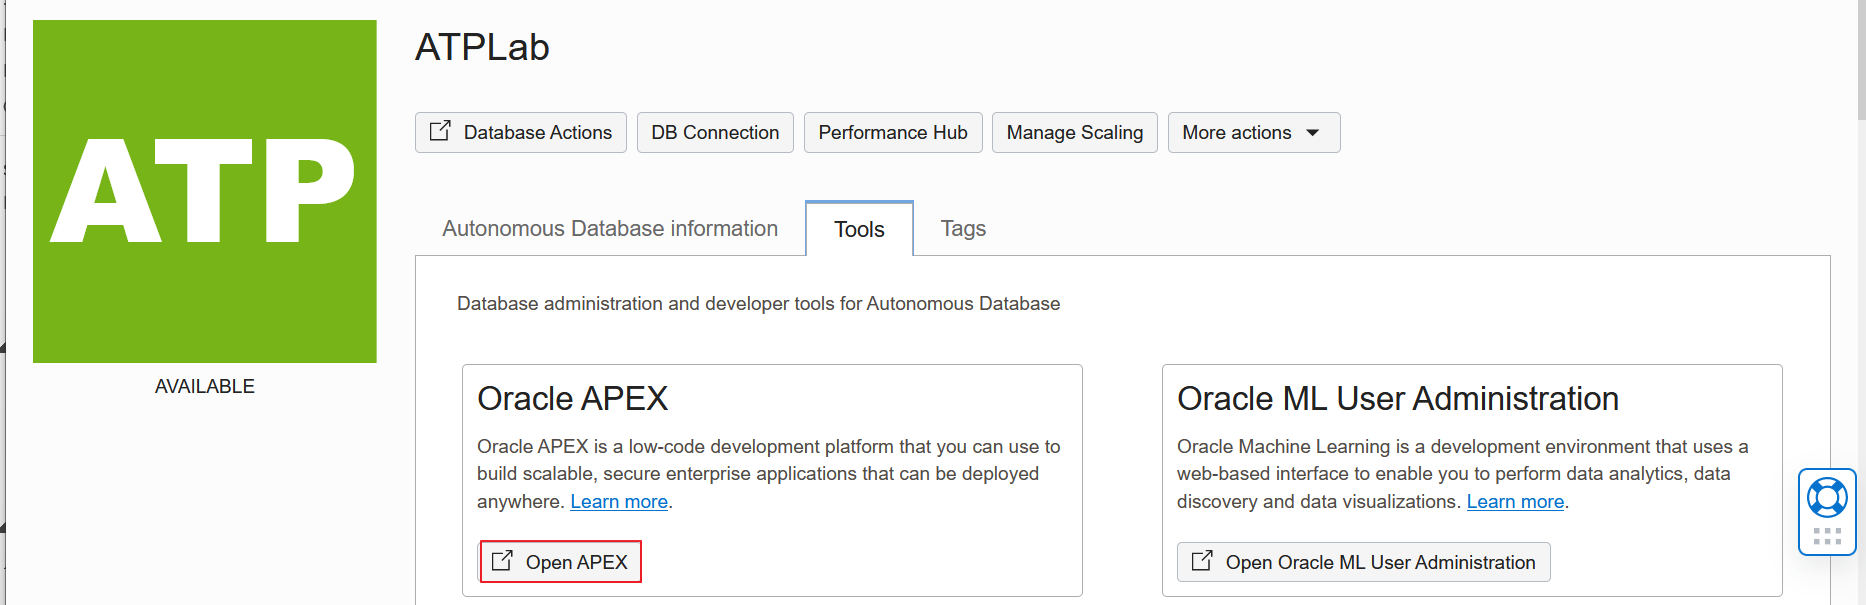 ATPLab
ATP
AVAILABLE
Database Actions
DB Connection
Performance Hub
Manage Scaling
More actions
Autonomous Database information
Tools
Tags
Database administration and developer tools for Autonomous Database
Oracle APEX
Oracle APEX is a low-code development platform that you can use to
build scalable, secure enterprise applications that can be deployed
anywhere. Learn more.
Open APEX
Oracle ML User Administration
Oracle Machine Learning is a development environment that uses a
web-based interface to enable you to perform data analytics, data
discovery and data visualizations. Learn more.
Open Oracle ML User Administration